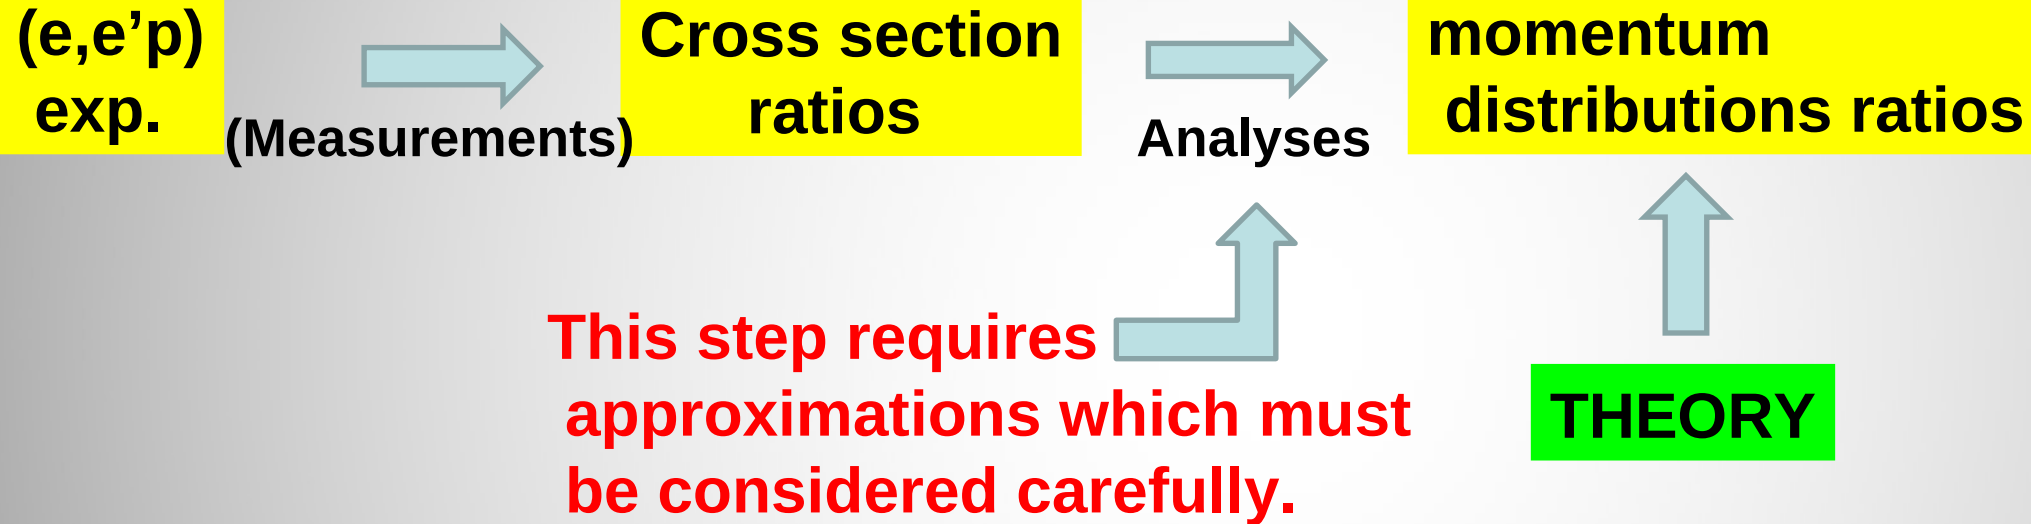 (e,e’p)
exp.
(Measurements)
Cross section
ratios
Analyses
momentum
distributions ratios
This step requires
approximations which must
be considered carefully.
THEORY